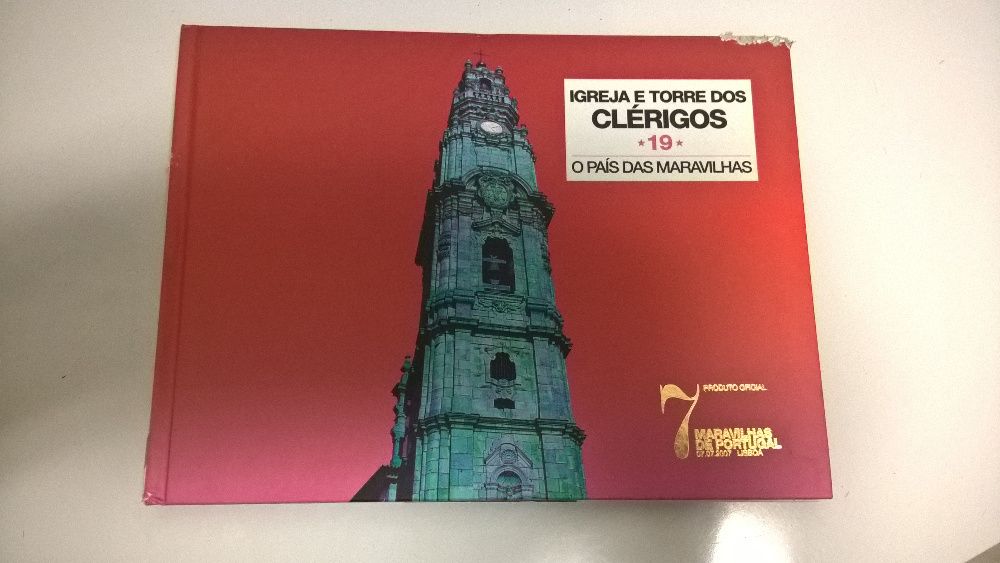 IGREJA E TORRE DOS
CLÉRIGOS
★19★
O PAÍS DAS MARAVILHAS
7
PRODUTO OFICIAL
MARAVILHAS
DE PORTUGAL
07.07.2007 LISBOA